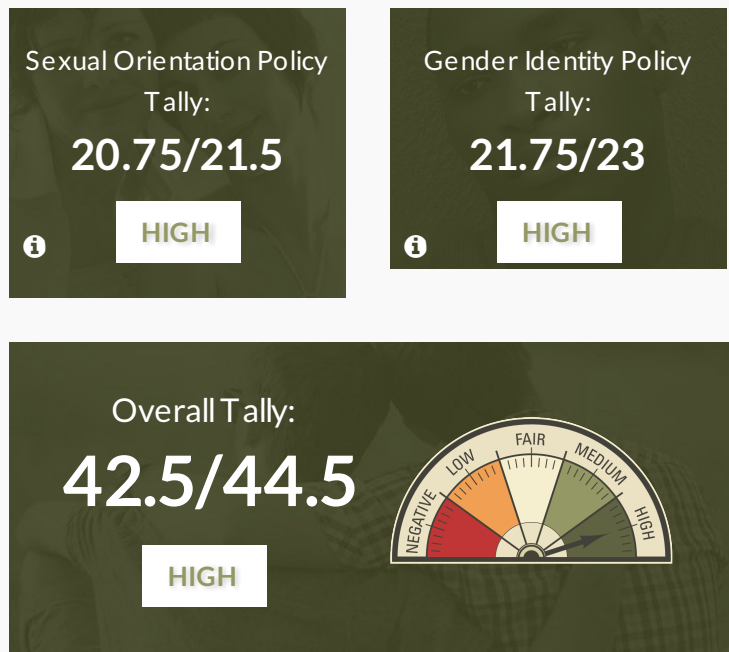 Sexual Orientation Policy
Tally:
20.75/21.5
HIGH
Gender Identity Policy
Tally:
21.75/23
HIGH
Overall Tally:
42.5/44.5
HIGH
NEGATIVE
LOW
FAIR
MEDIUM
HIGH